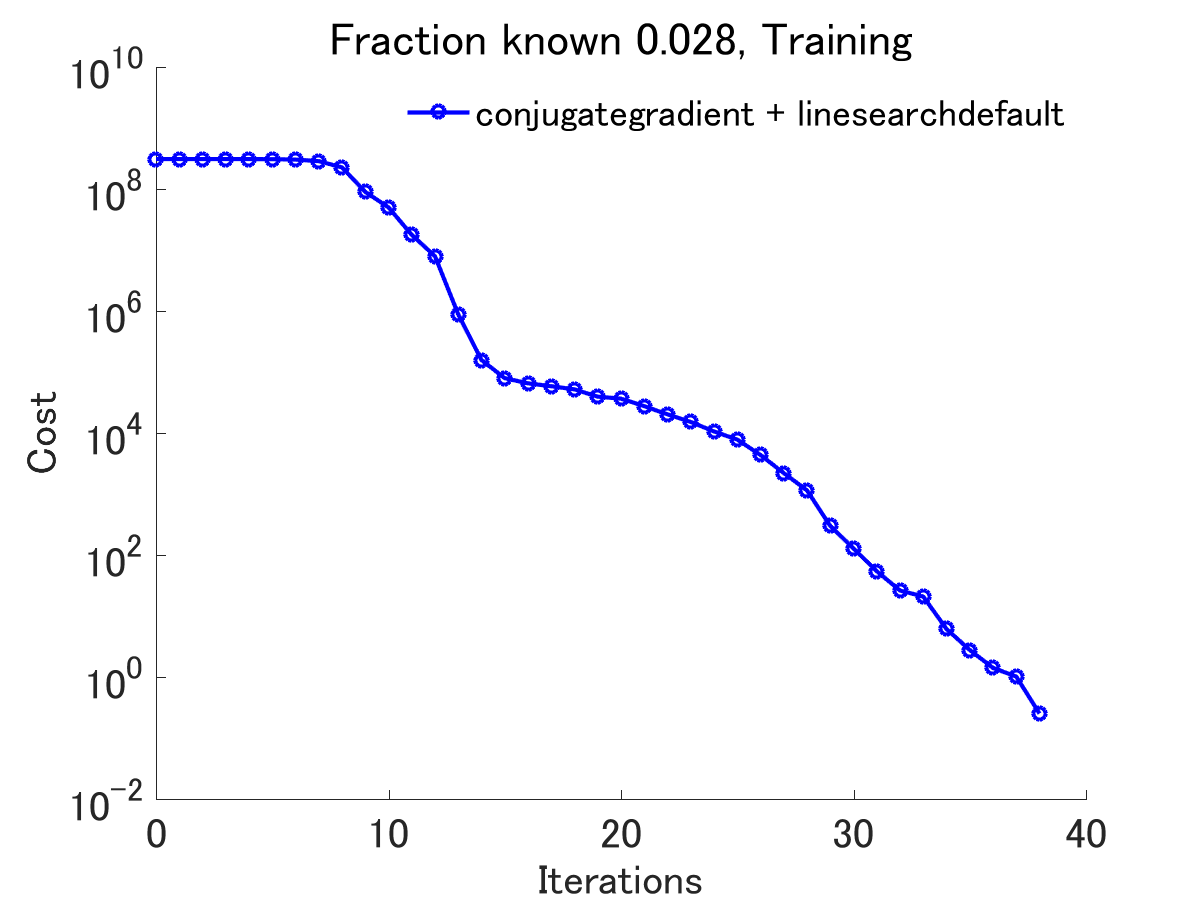 Fraction known 0.028, Training
conjugategradient + linesearchdefault
10^10
10^8
10^6
10^4
10^2
10^0
10^-2
Cost
0 10 20 30 40
Iterations